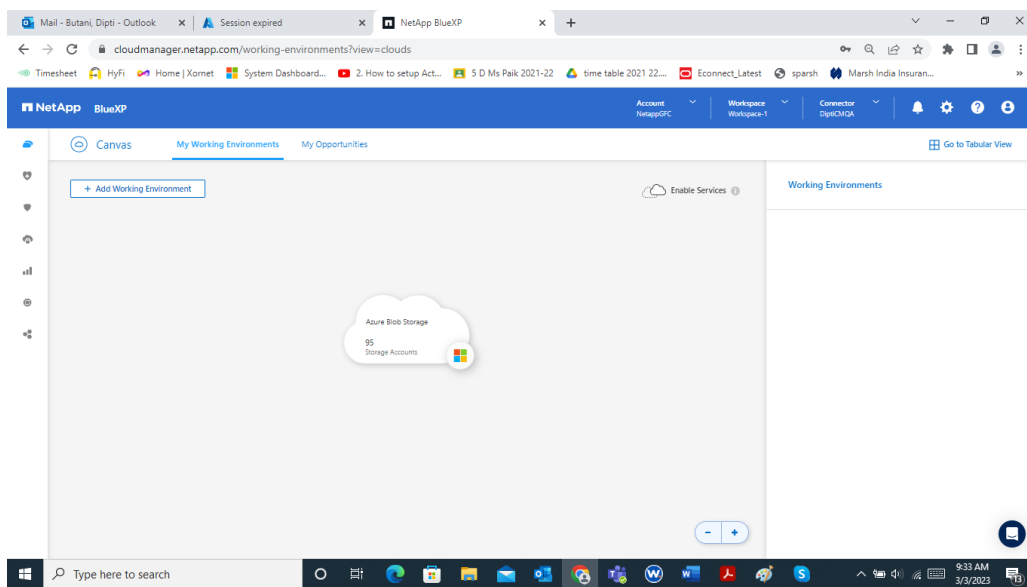 Mail - Butani, Dipti - Outlook
Session expired
NetApp BlueXP
cloudmanager.netapp.com/working-environments?view=clouds
Timesheet HyFi Home | Xornet System Dashboard... 2. How to setup Act... 5 D Ms Paik 2021-22 time table 2021 22.... Econnect_Latest sparsh Marsh India Insuran... »
NetApp BlueXP
Account
NetappGFC
Workspace
Workspace-1
Connector
DiptiCMQA
Canvas My Working Environments My Opportunities Go to Tabular View
+ Add Working Environment
Enable Services
Working Environments
Azure Blob Storage
95
Storage Accounts
- +
Type here to search
9:33 AM
3/3/2023
13